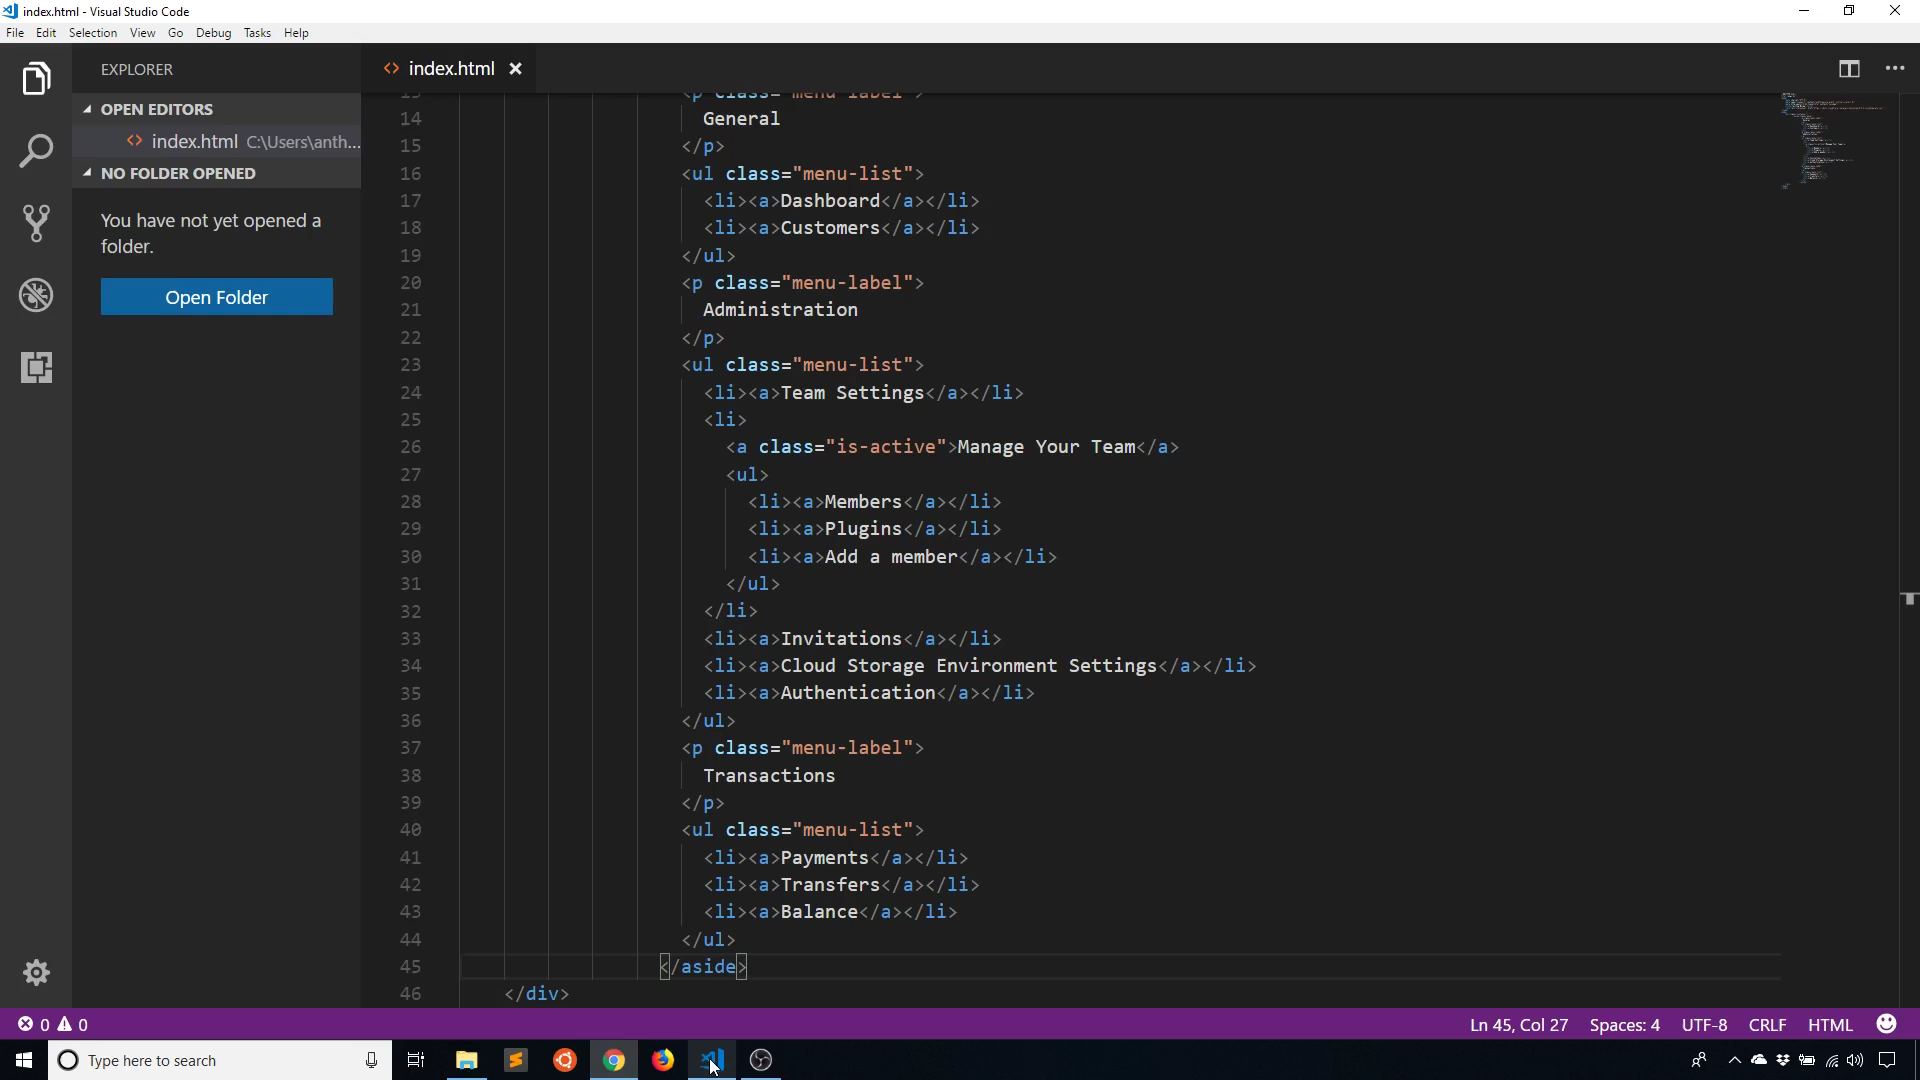 index.html - Visual Studio Code
File Edit Selection View Go Debug Tasks Help
EXPLORER
OPEN EDITORS
index.html C:\Users\anth...
NO FOLDER OPENED
You have not yet opened a
folder.
Open Folder
<> index.html
13 <p class="menu-label">
14 General
15 </p>
16 <ul class="menu-list">
17 <li><a>Dashboard</a></li>
18 <li><a>Customers</a></li>
19 </ul>
20 <p class="menu-label">
21 Administration
22 </p>
23 <ul class="menu-list">
24 <li><a>Team Settings</a></li>
25 <li>
26 <a class="is-active">Manage Your Team</a>
27 <ul>
28 <li><a>Members</a></li>
29 <li><a>Plugins</a></li>
30 <li><a>Add a member</a></li>
31 </ul>
32 </li>
33 <li><a>Invitations</a></li>
34 <li><a>Cloud Storage Environment Settings</a></li>
35 <li><a>Authentication</a></li>
36 </ul>
37 <p class="menu-label">
38 Transactions
39 </p>
40 <ul class="menu-list">
41 <li><a>Payments</a></li>
42 <li><a>Transfers</a></li>
43 <li><a>Balance</a></li>
44 </ul>
45 </aside>
46 </div>
0 0 Ln 45, Col 27 Spaces: 4 UTF-8 CRLF HTML
Type here to search